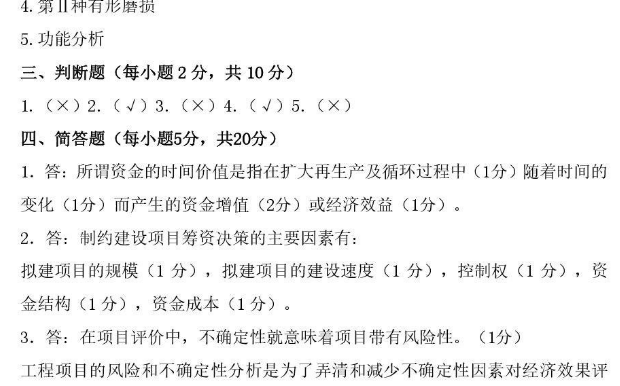 4. 第Ⅱ种有形磨损
5. 功能分析
三、判断题（每小题 2 分，共 10 分）
1. （×）2. （√）3. （×）4. （√）5. （×）
四、简答题（每小题5分，共20分）
1．答：所谓资金的时间价值是指在扩大再生产及循环过程中（1分）随着时间的
变化（1分）而产生的资金增值（2分）或经济效益（1分）。
2．答：制约建设项目筹资决策的主要因素有：
拟建项目的规模（1 分），拟建项目的建设速度（1 分），控制权（1 分），资
金结构（1 分），资金成本（1 分）。
3．答：在项目评价中，不确定性就意味着项目带有风险性。（1分）
工程项目的风险和不确定性分析是为了弄清和减少不确定性因素对经济效果评